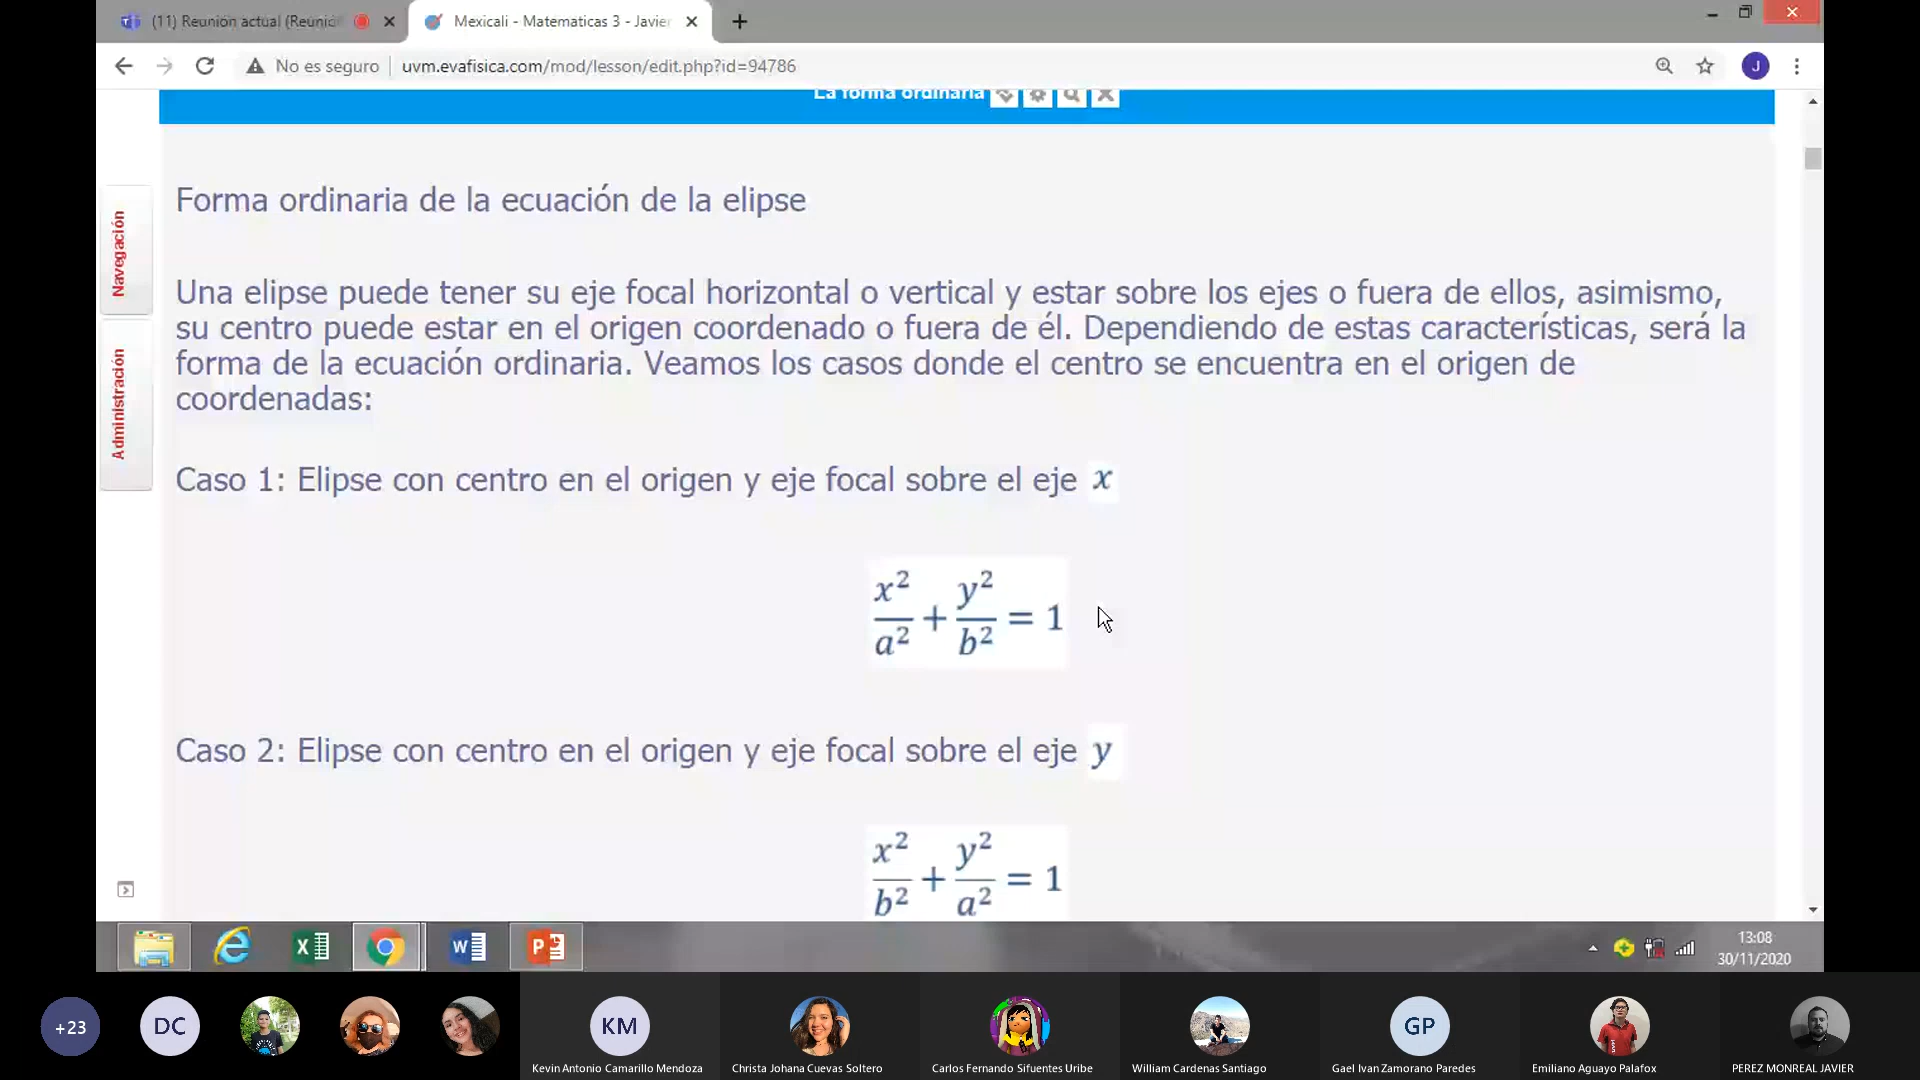 (11) Reunión actual (Reunió
Mexicali - Matematicas 3 - Javie
No es seguro
uvm.evafisica.com/mod/lesson/edit.php?id=94786
J
La forma ordinaria
Navegación
Administración
Forma ordinaria de la ecuación de la elipse
Una elipse puede tener su eje focal horizontal o vertical y estar sobre los ejes o fuera de ellos, asimismo,
su centro puede estar en el origen coordenado o fuera de él. Dependiendo de estas características, será la
forma de la ecuación ordinaria. Veamos los casos donde el centro se encuentra en el origen de
coordenadas:
Caso 1: Elipse con centro en el origen y eje focal sobre el eje x
x²/a² + y²/b² = 1
Caso 2: Elipse con centro en el origen y eje focal sobre el eje y
x²/b² + y²/a² = 1
13:08
30/11/2020
+23
DC
KM
GP
Kevin Antonio Camarillo Mendoza
Christa Johana Cuevas Soltero
Carlos Fernando Sifuentes Uribe
William Cardenas Santiago
Gael Ivan Zamorano Paredes
Emiliano Aguayo Palafox
PEREZ MONREAL JAVIER